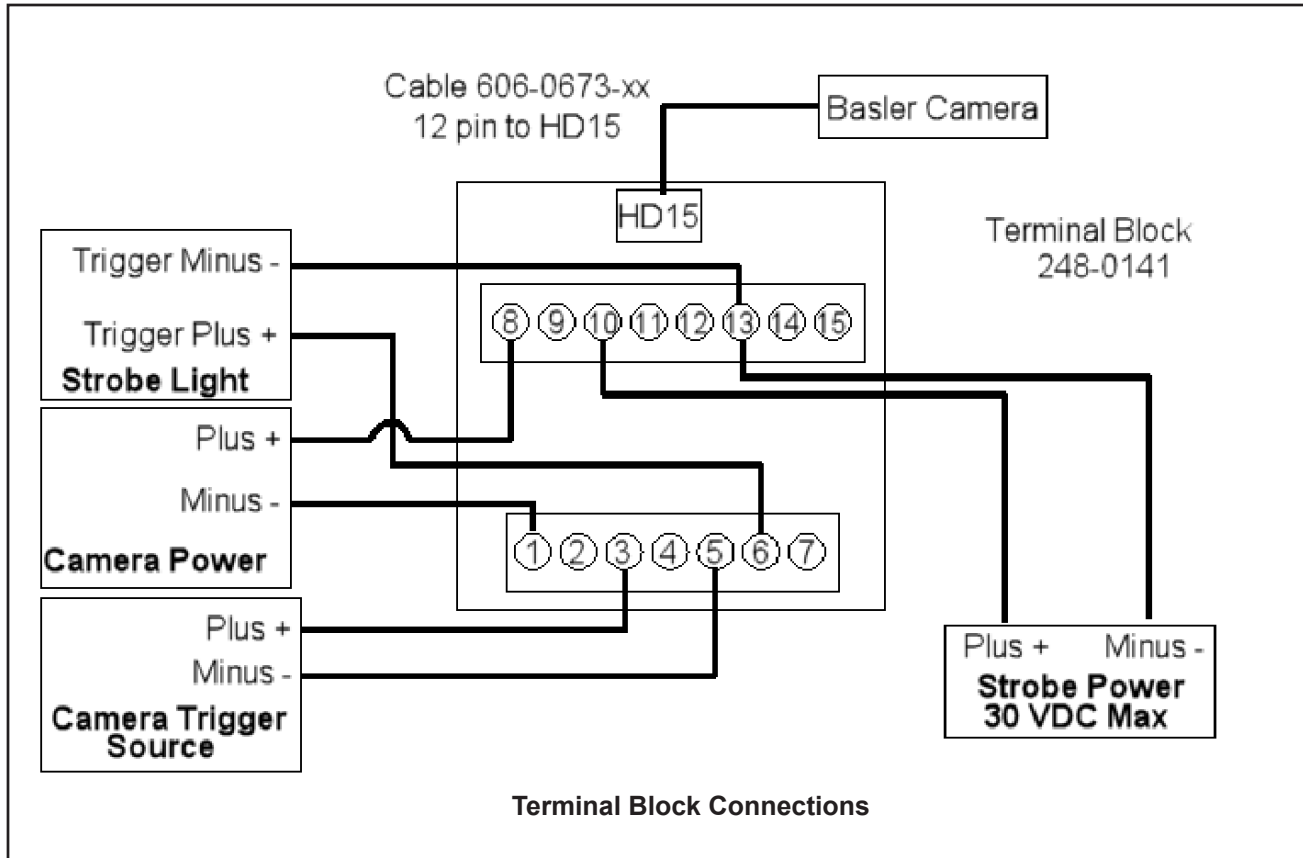 Cable 606-0673-xx
12 pin to HD15
Basler Camera
HD15
Terminal Block
248-0141
Trigger Minus -
Trigger Plus +
Strobe Light
8 9 10 11 12 13 14 15
Plus +
Minus -
Camera Power
1 2 3 4 5 6 7
Plus +
Minus -
Camera Trigger
Source
Plus + Minus -
Strobe Power
30 VDC Max
Terminal Block Connections